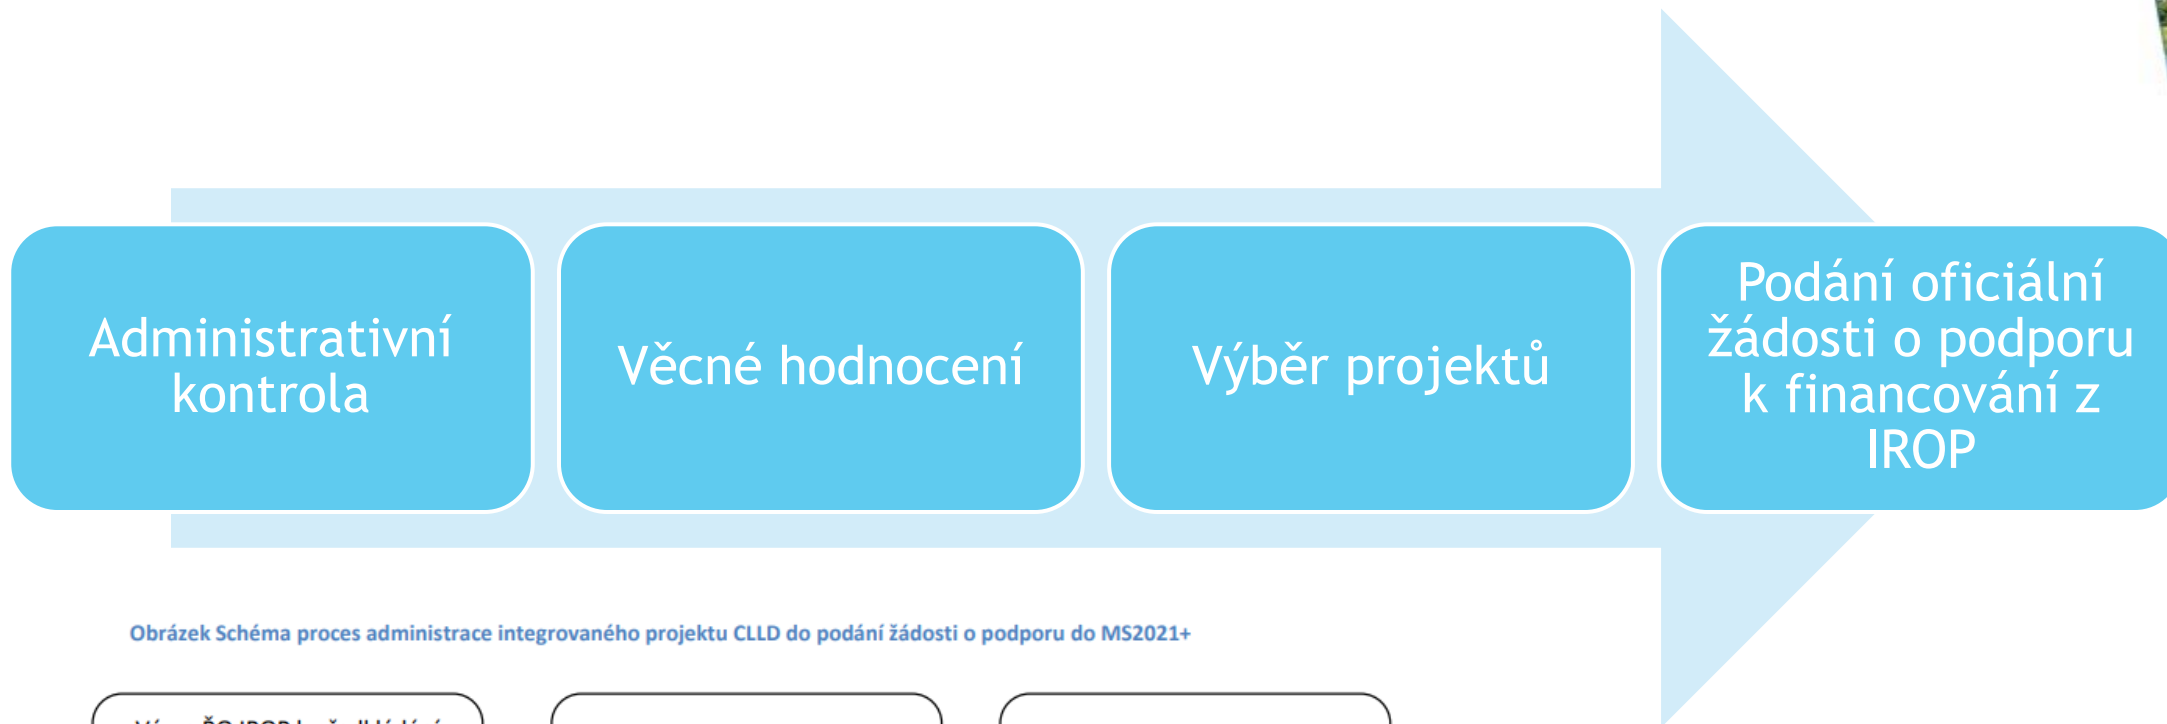 Administrativní
kontrola
Věcné hodnocení
Výběr projektů
Podání oficiální
žádosti o podporu
k financování z
IROP
Obrázek Schéma proces administrace integrovaného projektu CLLD do podání žádosti o podporu do MS2021+